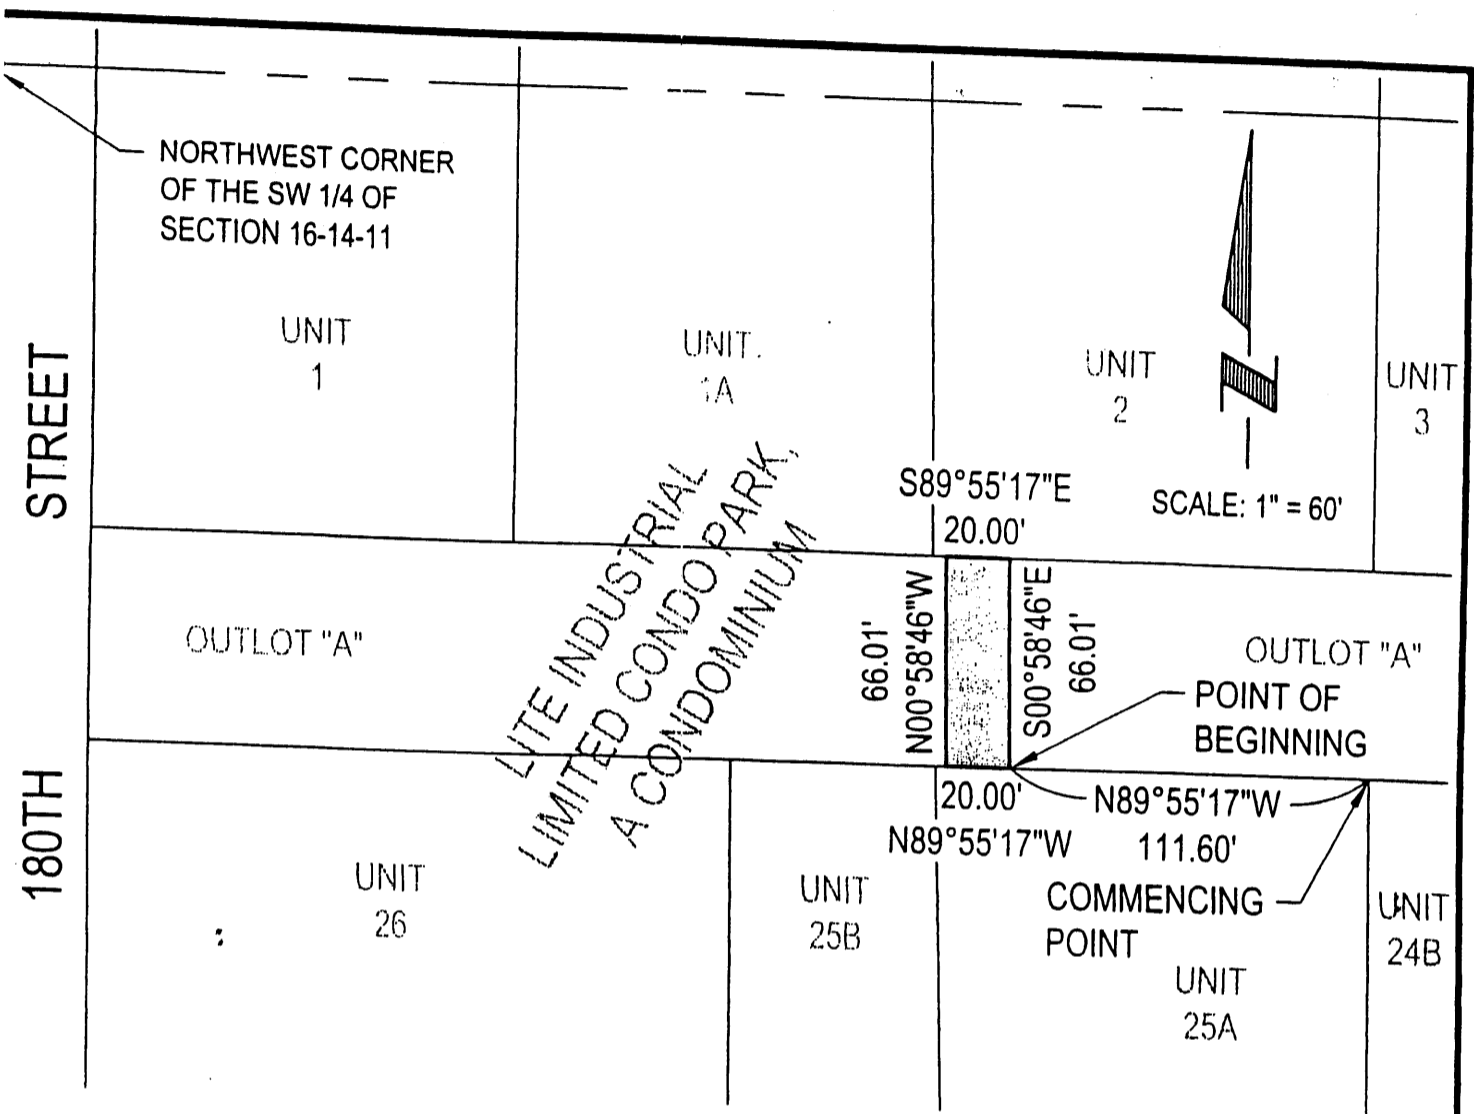 NORTHWEST CORNER
OF THE SW 1/4 OF
SECTION 16-14-11
UNIT
1
UNIT
1A
UNIT
2
UNIT
3
SCALE: 1" = 60'
180TH STREET
S89°55'17"E
20.00'
OUTLOT "A"
LITE INDUSTRIAL
LIMITED CONDO PARK,
A CONDOMINIUM
66.01'
N00°58'46"W
S00°58'46"E
66.01'
OUTLOT "A"
POINT OF
BEGINNING
20.00'
N89°55'17"W
N89°55'17"W
111.60'
COMMENCING
POINT
UNIT
26
UNIT
25B
UNIT
25A
UNIT
24B